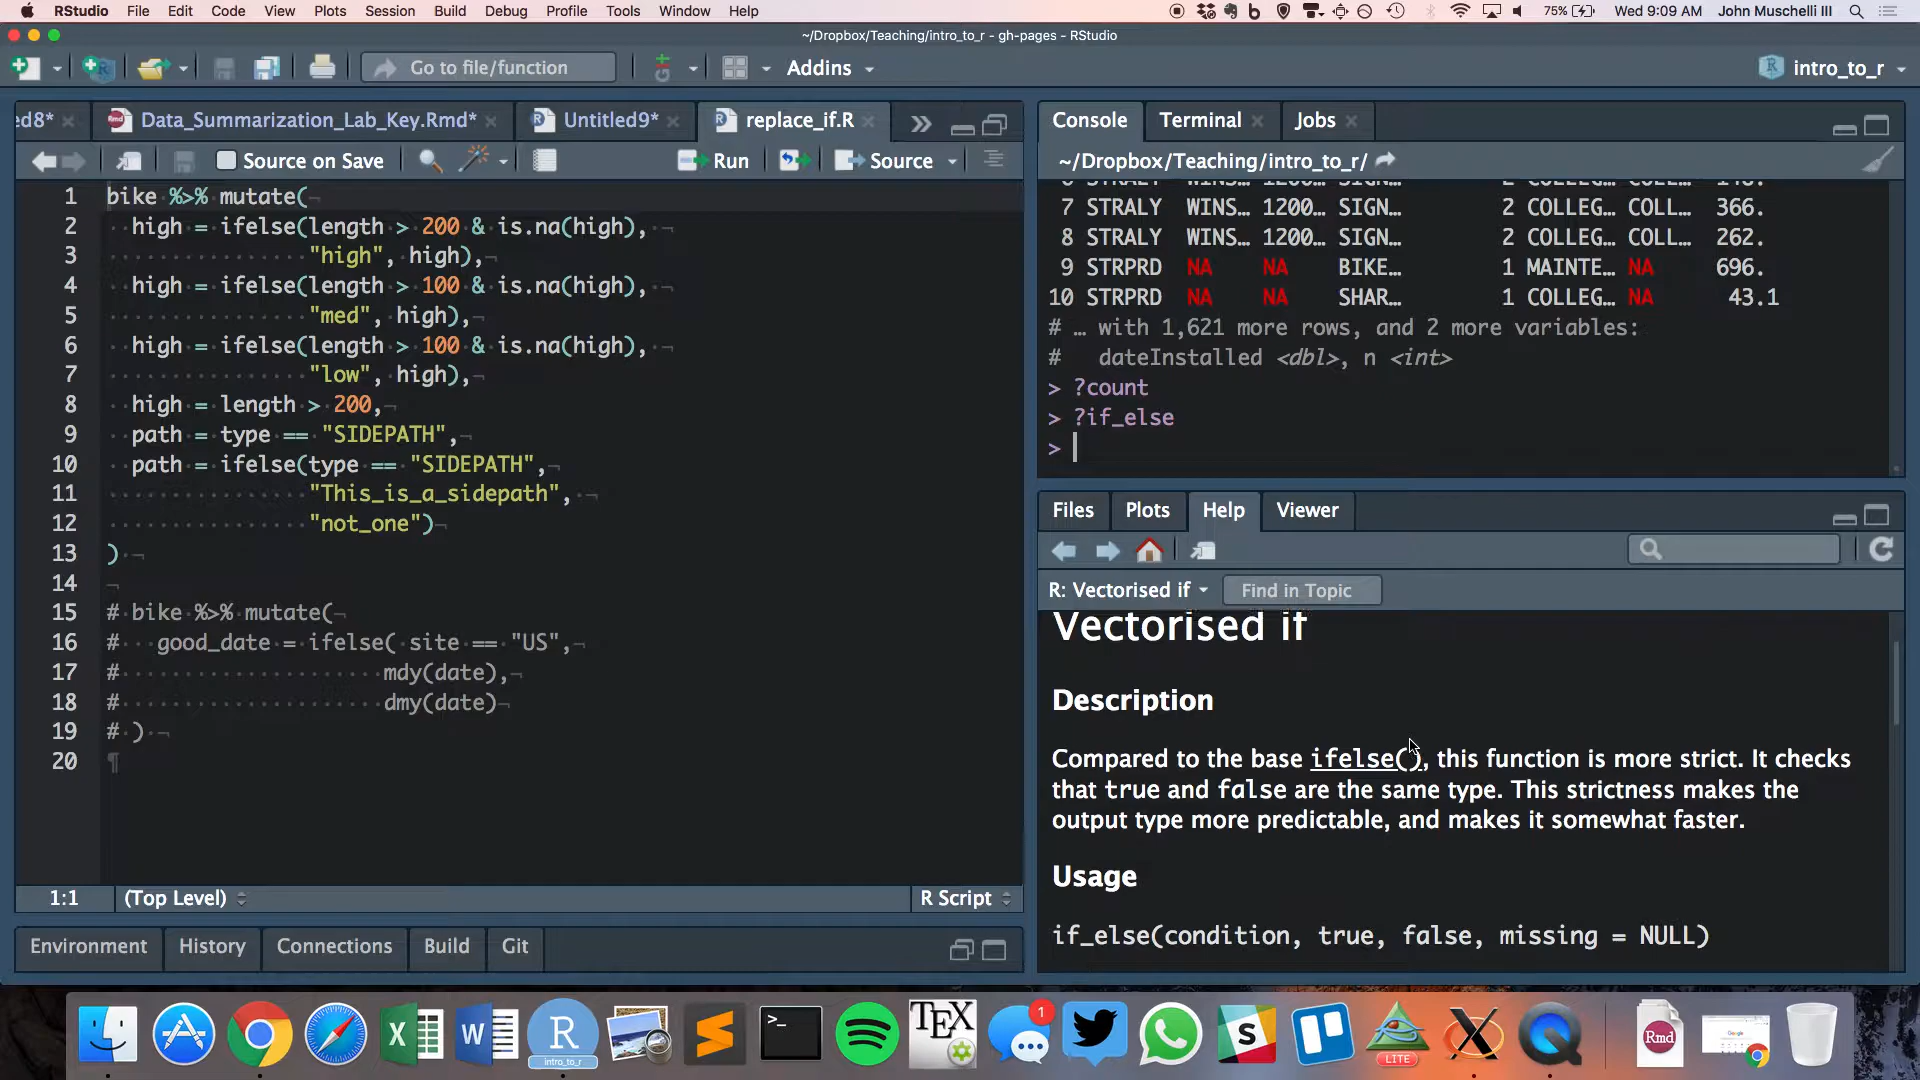 RStudio File Edit Code View Plots Session Build Debug Profile Tools Window Help 75% Wed 9:09 AM John Muschelli III
~/Dropbox/Teaching/intro_to_r - gh-pages - RStudio
Go to file/function Addins intro_to_r
ed8* Data_Summarization_Lab_Key.Rmd* Untitled9* replace_if.R
Source on Save Run Source
1 bike %>% mutate(
2 high = ifelse(length > 200 & is.na(high),
3 "high", high),
4 high = ifelse(length > 100 & is.na(high),
5 "med", high),
6 high = ifelse(length > 100 & is.na(high),
7 "low", high),
8 high = length > 200,
9 path = type == "SIDEPATH",
10 path = ifelse(type == "SIDEPATH",
11 "This_is_a_sidepath",
12 "not_one")
13 )
14
15 # bike %>% mutate(
16 # good_date = ifelse( site == "US",
17 # mdy(date),
18 # dmy(date)
19 # )
20
1:1 (Top Level) R Script
Environment History Connections Build Git
Console Terminal Jobs
~/Dropbox/Teaching/intro_to_r/
7 STRALY WINS… 1200… SIGN… 2 COLLEG… COLL… 366.
8 STRALY WINS… 1200… SIGN… 2 COLLEG… COLL… 262.
9 STRPRD NA NA BIKE… 1 MAINTE… NA 696.
10 STRPRD NA NA SHAR… 1 COLLEG… NA 43.1
# … with 1,621 more rows, and 2 more variables:
# dateInstalled <dbl>, n <int>
> ?count
> ?if_else
>
Files Plots Help Viewer
R: Vectorised if Find in Topic
Vectorised if
Description
Compared to the base ifelse(), this function is more strict. It checks
that true and false are the same type. This strictness makes the
output type more predictable, and makes it somewhat faster.
Usage
if_else(condition, true, false, missing = NULL)
R
intro_to_r
>_
TEX
1
S
LITE
Rmd